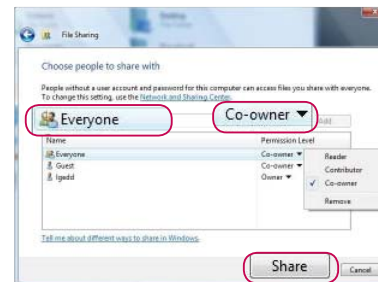 File Sharing
Choose people to share with
People without a user account and password for this computer can access files you share with everyone.
To change this setting, use the Network and Sharing Center.
Everyone
Co-owner
Add
Name
Permission Level
Everyone
Co-owner
Guest
Co-owner
lgedd
Owner
Reader
Contributor
Co-owner
Remove
Tell me about different ways to share in Windows.
Share
Cancel